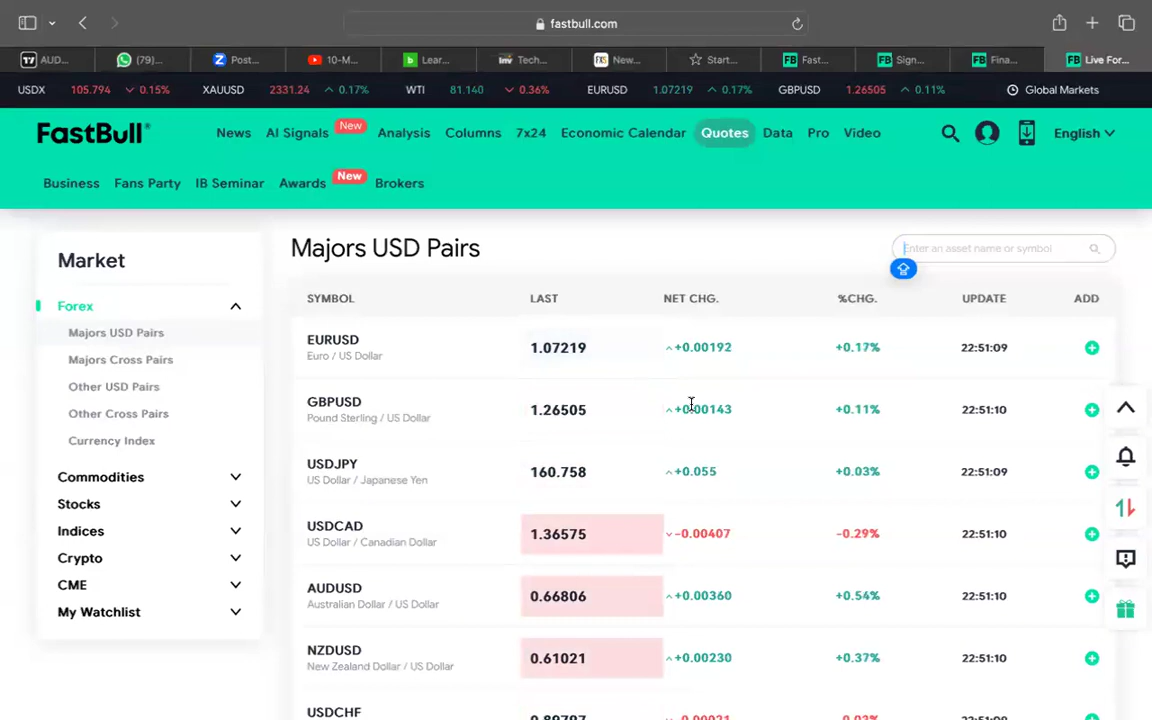 fastbull.com
AUD...
(79)...
Post...
10-M...
Lear...
Tech...
New...
Start...
Fast...
Sign...
Fina...
Live For...
USDX 105.794 0.15% XAUUSD 2331.24 0.17% WTI 81.140 0.36% EURUSD 1.07219 0.17% GBPUSD 1.26505 0.11% Global Markets
FastBull
News AI Signals New Analysis Columns 7x24 Economic Calendar Quotes Data Pro Video English
Business Fans Party IB Seminar Awards New Brokers
Market
Forex
Majors USD Pairs
Majors Cross Pairs
Other USD Pairs
Other Cross Pairs
Currency Index
Commodities
Stocks
Indices
Crypto
CME
My Watchlist
Majors USD Pairs
Enter an asset name or symbol
SYMBOL LAST NET CHG. %CHG. UPDATE ADD
EURUSD
Euro / US Dollar
1.07219 +0.00192 +0.17% 22:51:09
GBPUSD
Pound Sterling / US Dollar
1.26505 +0.00143 +0.11% 22:51:10
USDJPY
US Dollar / Japanese Yen
160.758 +0.055 +0.03% 22:51:09
USDCAD
US Dollar / Canadian Dollar
1.36575 -0.00407 -0.29% 22:51:10
AUDUSD
Australian Dollar / US Dollar
0.66806 +0.00360 +0.54% 22:51:10
NZDUSD
New Zealand Dollar / US Dollar
0.61021 +0.00230 +0.37% 22:51:10
USDCHF